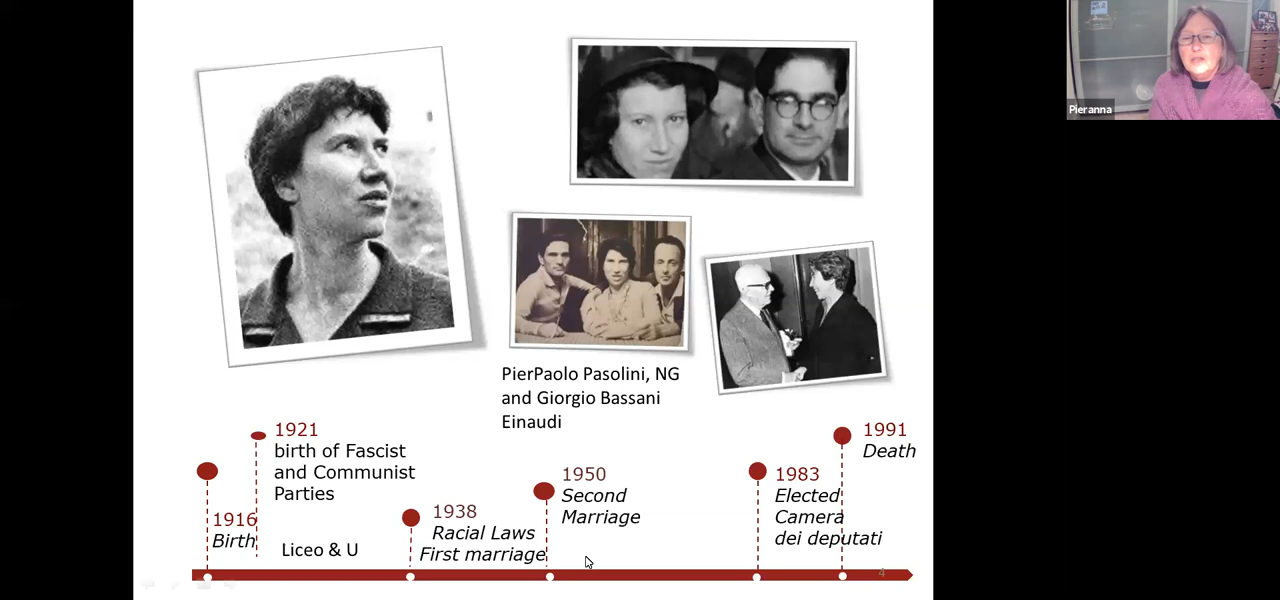 Pieranna
PierPaolo Pasolini, NG
and Giorgio Bassani
Einaudi
1916
Birth
1921
birth of Fascist
and Communist
Parties
Liceo & U
1938
Racial Laws
First marriage
1950
Second
Marriage
1983
Elected
Camera
dei deputati
1991
Death
4